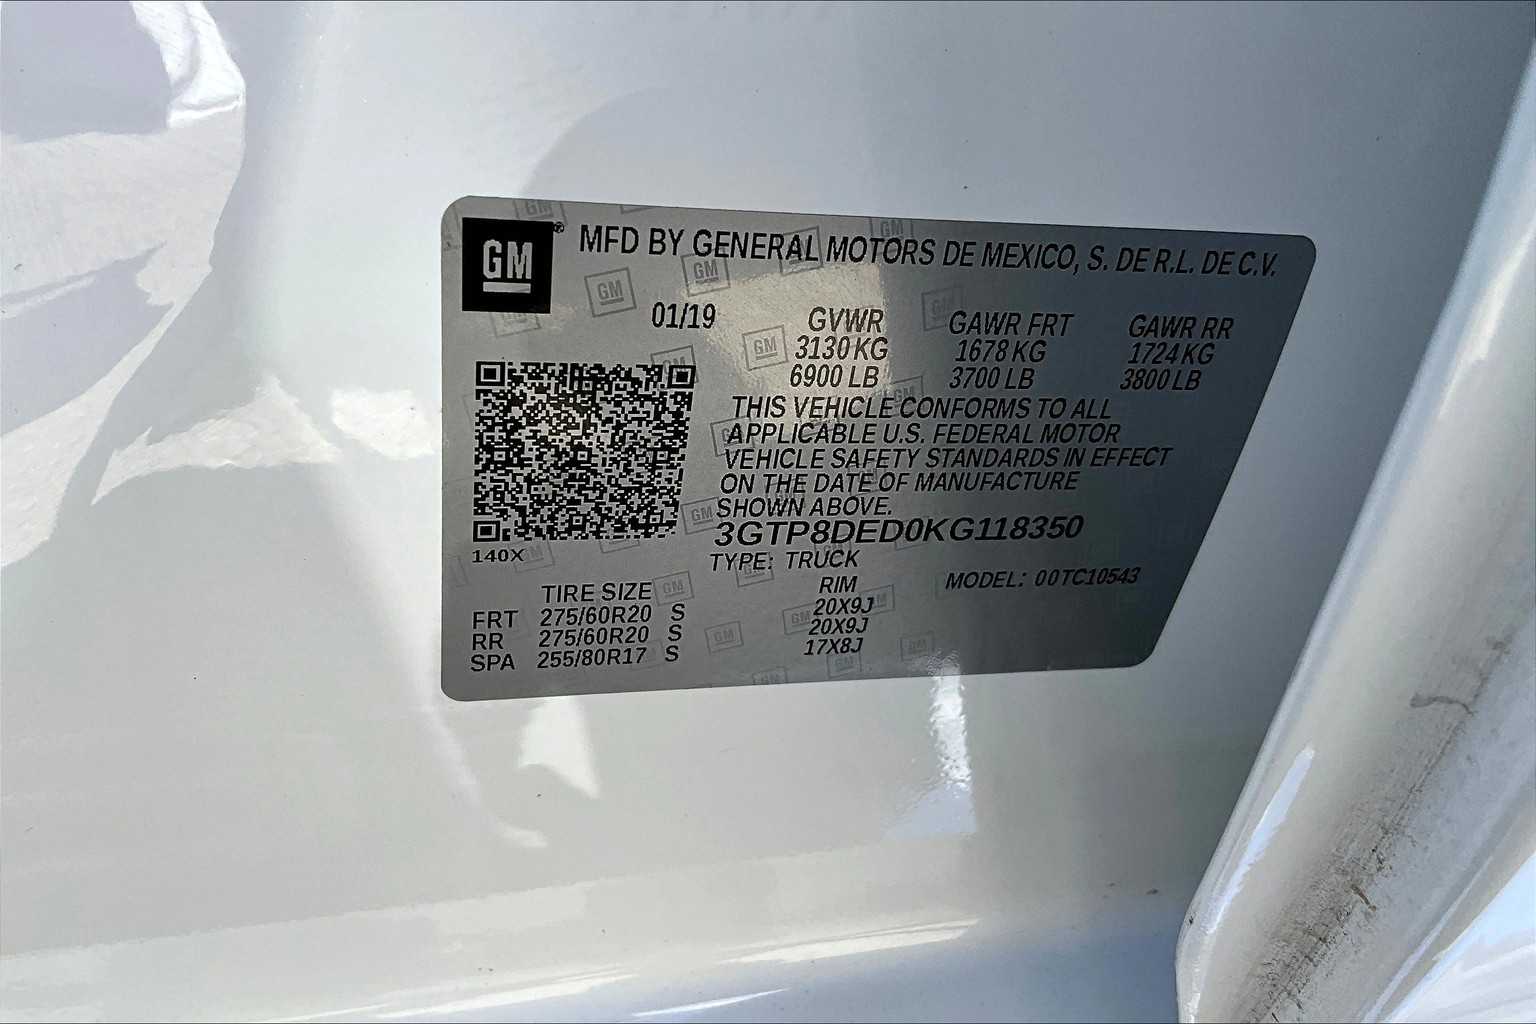 GM®
MFD BY GENERAL MOTORS DE MEXICO, S. DE R.L. DE C.V.
01/19 GVWR GAWR FRT GAWR RR
3130 KG 1678 KG 1724 KG
6900 LB 3700 LB 3800 LB
THIS VEHICLE CONFORMS TO ALL
APPLICABLE U.S. FEDERAL MOTOR
VEHICLE SAFETY STANDARDS IN EFFECT
ON THE DATE OF MANUFACTURE
SHOWN ABOVE.
3GTP8DED0KG118350
140X
TYPE: TRUCK
MODEL: 00TC10543
TIRE SIZE RIM
FRT 275/60R20 S 20X9J
RR 275/60R20 S 20X9J
SPA 255/80R17 S 17X8J